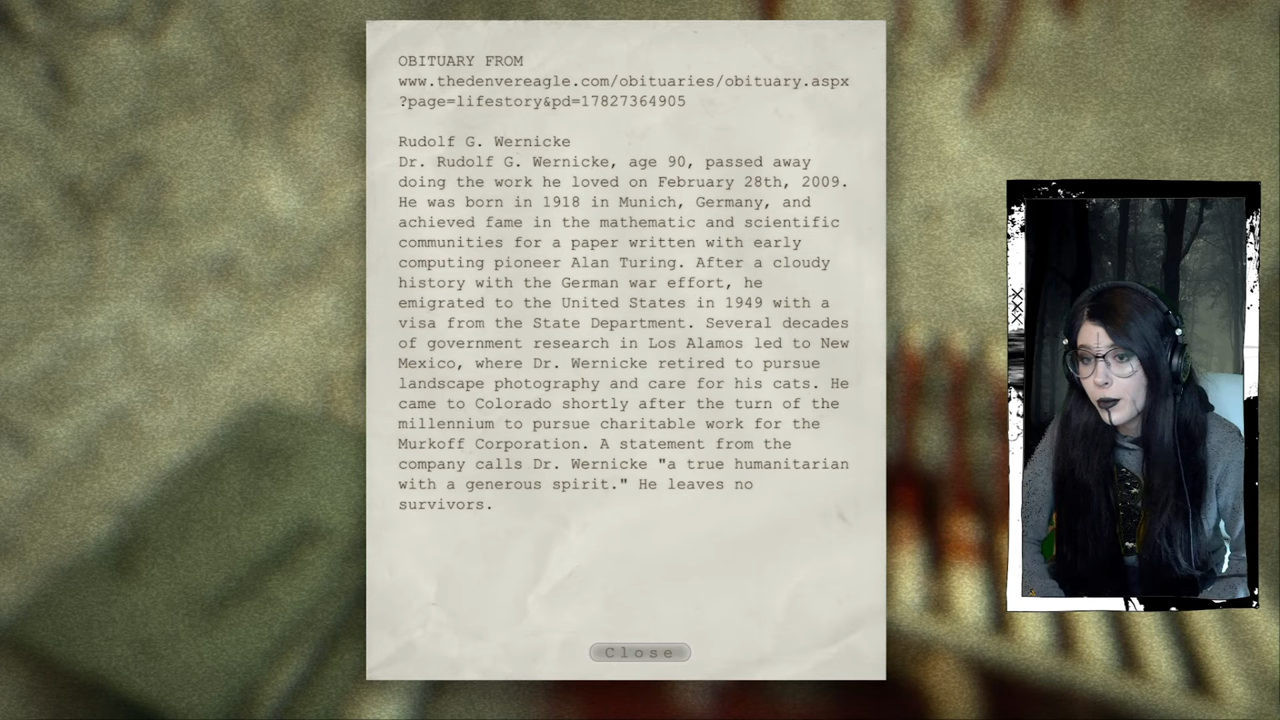 OBITUARY FROM
www.thedenvereagle.com/obituaries/obituary.aspx
?page=lifestory&pd=17827364905
Rudolf G. Wernicke
Dr. Rudolf G. Wernicke, age 90, passed away
doing the work he loved on February 28th, 2009.
He was born in 1918 in Munich, Germany, and
achieved fame in the mathematic and scientific
communities for a paper written with early
computing pioneer Alan Turing. After a cloudy
history with the German war effort, he
emigrated to the United States in 1949 with a
visa from the State Department. Several decades
of government research in Los Alamos led to New
Mexico, where Dr. Wernicke retired to pursue
landscape photography and care for his cats. He
came to Colorado shortly after the turn of the
millennium to pursue charitable work for the
Murkoff Corporation. A statement from the
company calls Dr. Wernicke "a true humanitarian
with a generous spirit." He leaves no
survivors.
Close